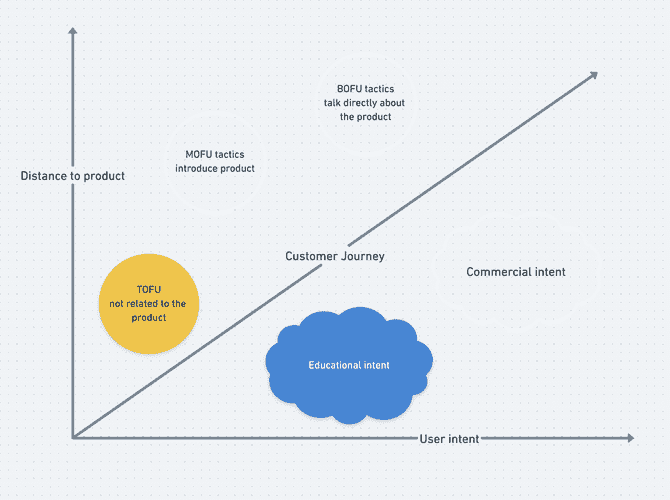 BOFU tactics
talk directly about
the product
MOFU tactics
introduce product
Distance to product
Customer Journey
Commercial intent
TOFU
not related to the
product
Educational intent
User intent